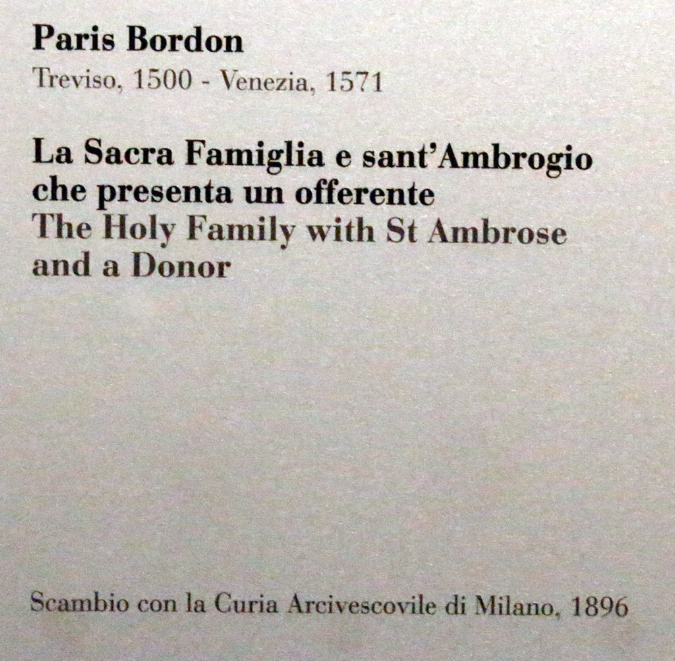 Paris Bordon
Treviso, 1500 - Venezia, 1571
La Sacra Famiglia e sant'Ambrogio
che presenta un offerente
The Holy Family with St Ambrose
and a Donor
Scambio con la Curia Arcivescovile di Milano, 1896